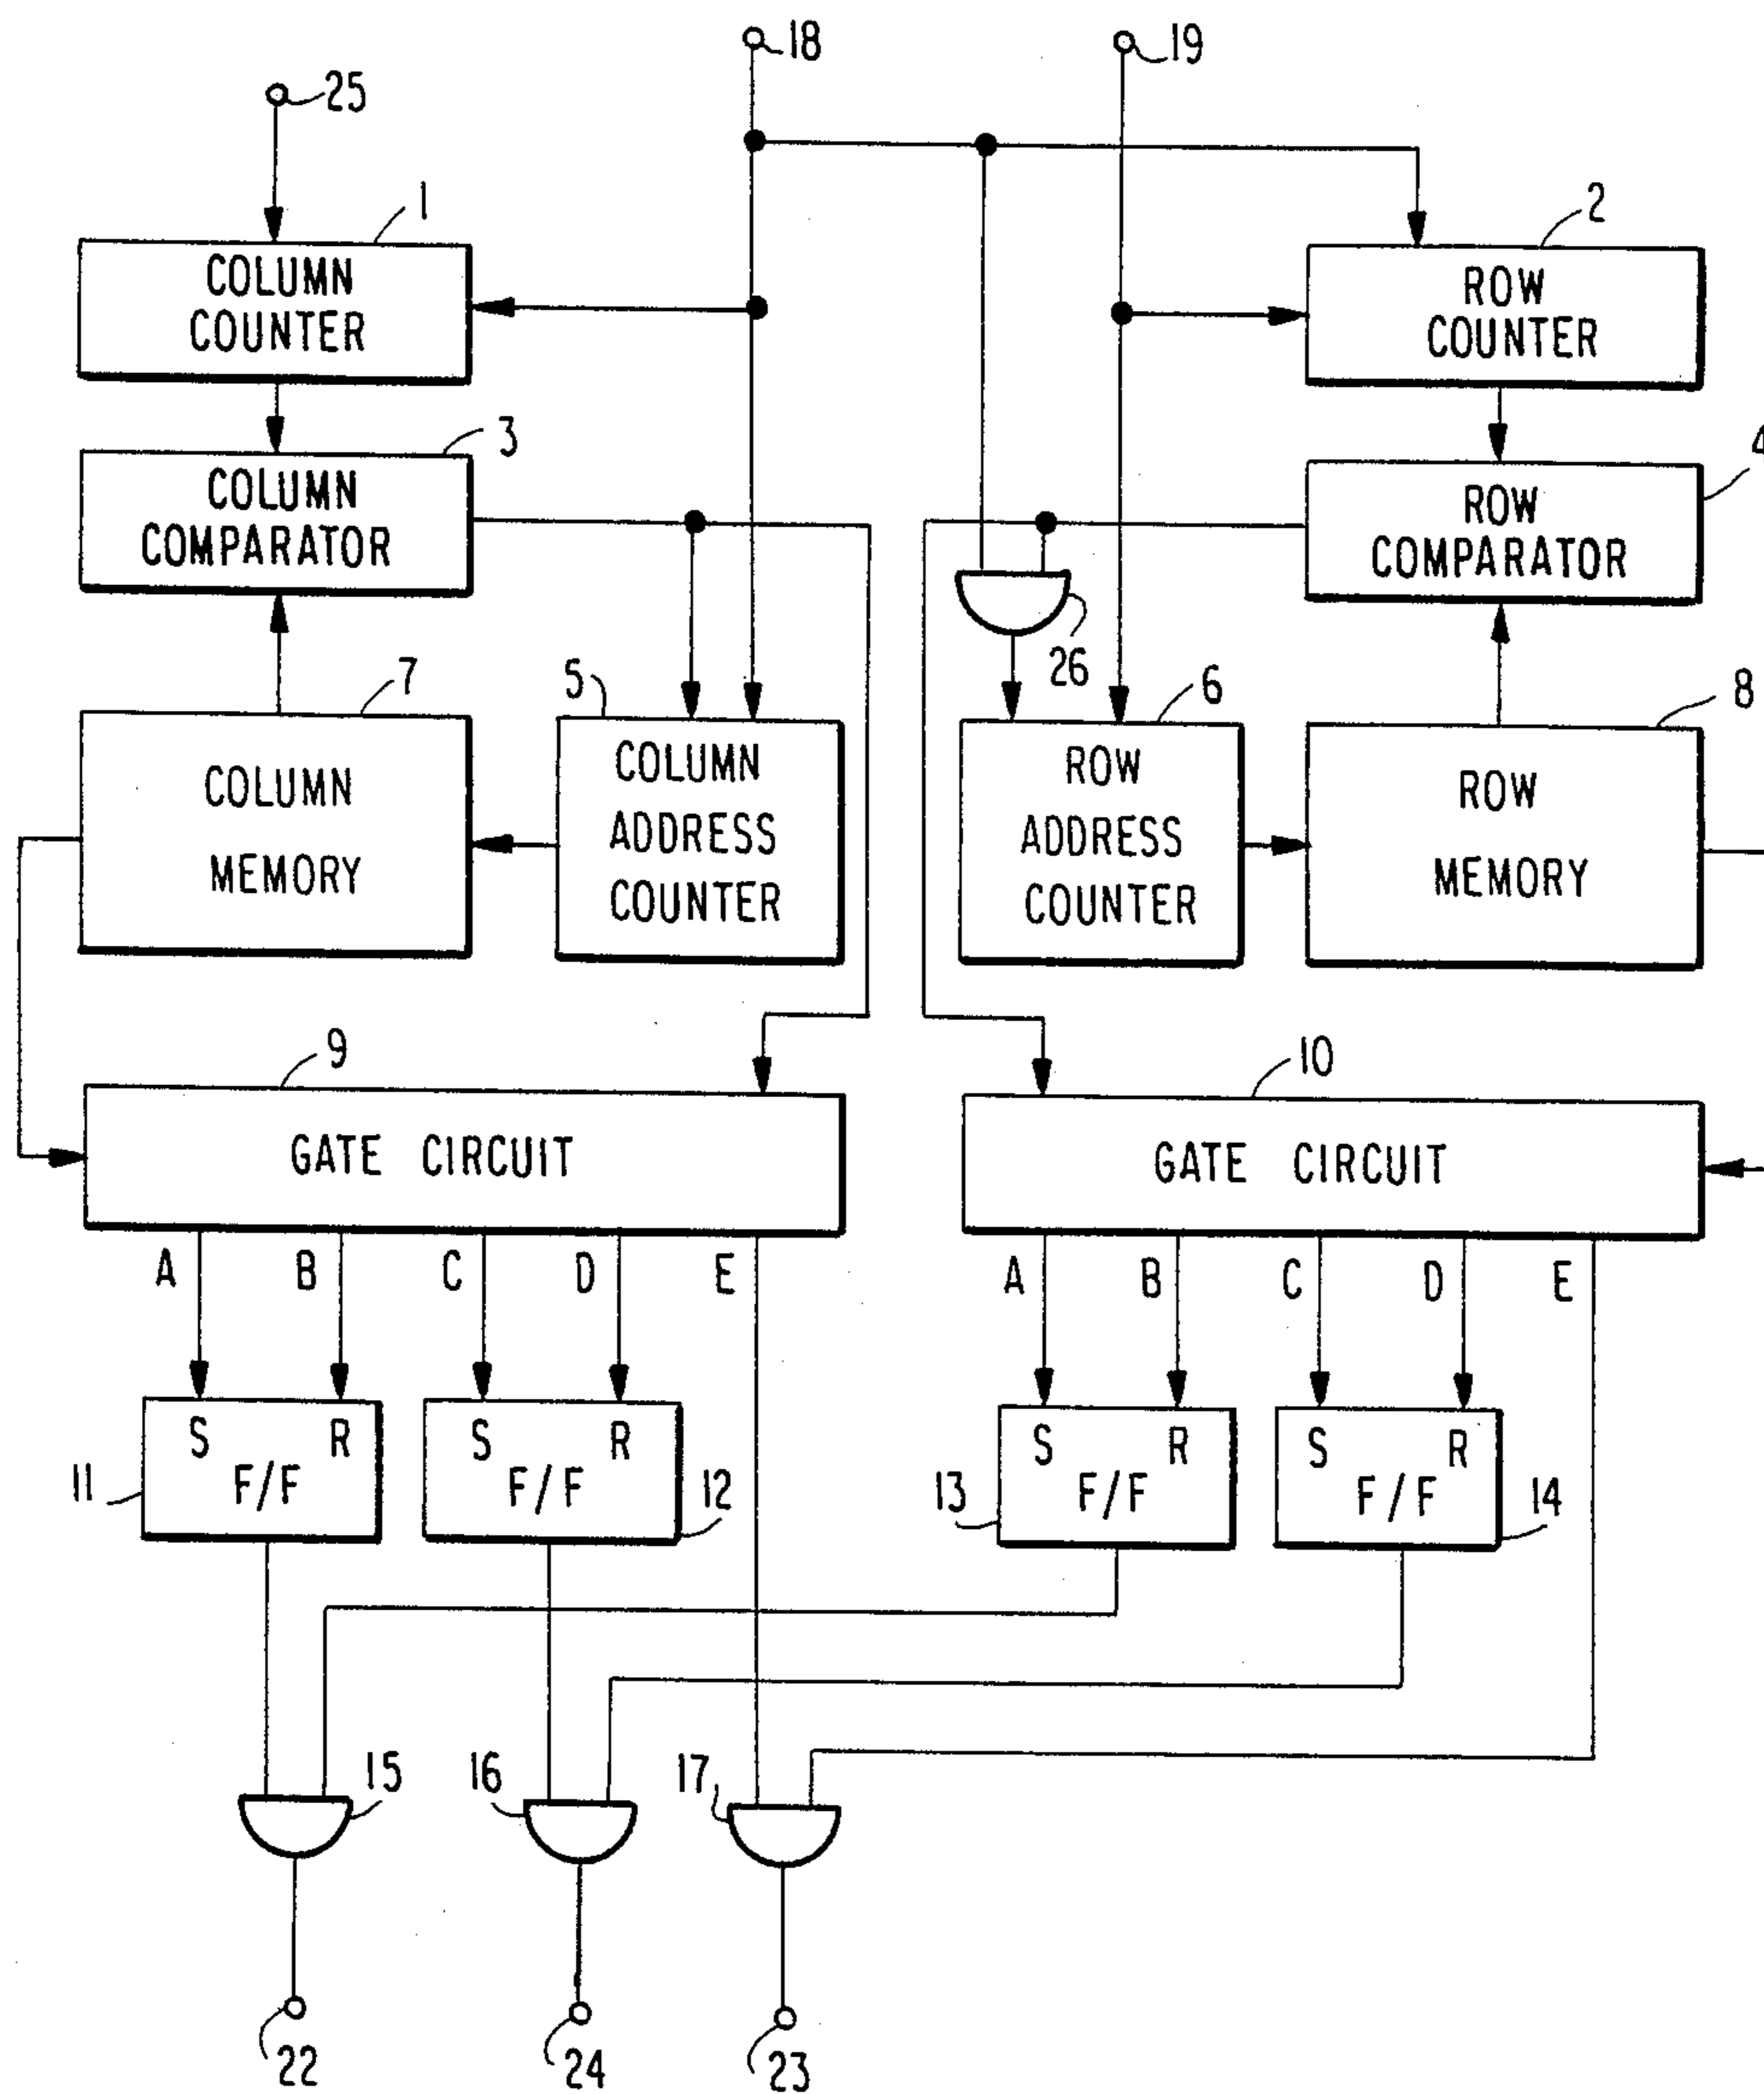 18
19
25
1
2
COLUMN
COUNTER
ROW
COUNTER
3
4
COLUMN
COMPARATOR
ROW
COMPARATOR
26
7
5
6
8
COLUMN
MEMORY
COLUMN
ADDRESS
COUNTER
ROW
ADDRESS
COUNTER
ROW
MEMORY
9
10
GATE CIRCUIT
GATE CIRCUIT
A B C D E
A B C D E
S R
F/F
11
S R
F/F
12
S R
F/F
13
S R
F/F
14
15
16
17
22
24
23